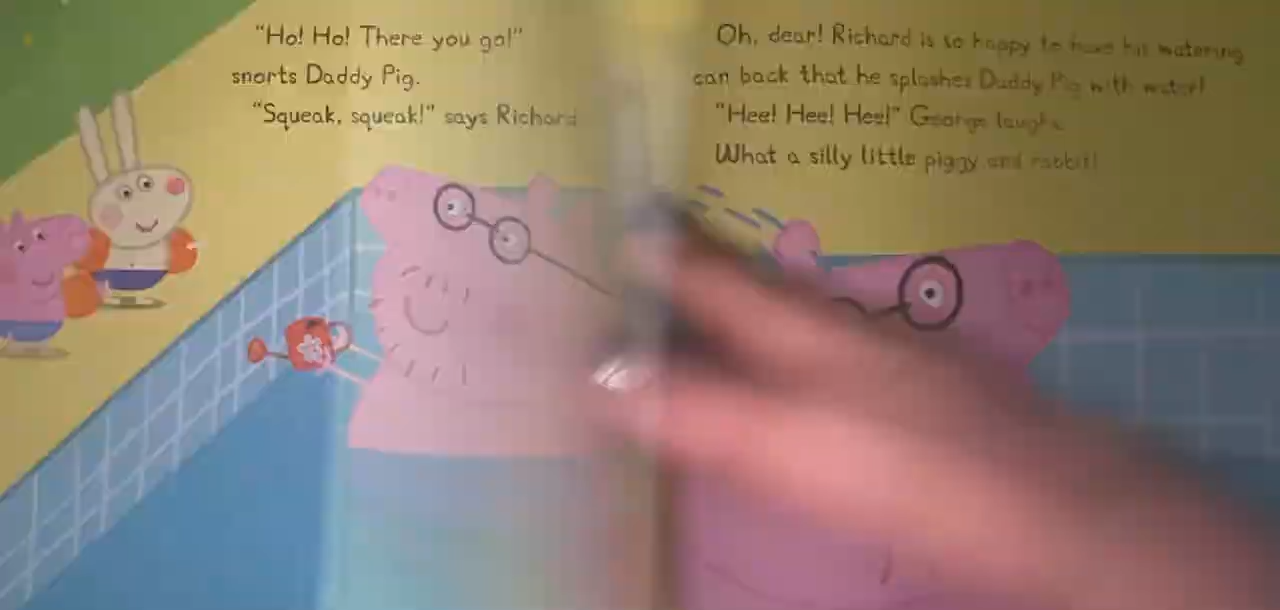 "Ho! Ho! There you go!"
snorts Daddy Pig.
"Squeak, squeak!" says Richard
Oh, dear! Richard is so happy to have his watering
can back that he splashes Daddy Pig with water!
"Hee! Hee! Hee!" George laughs.
What a silly little piggy and rabbit!